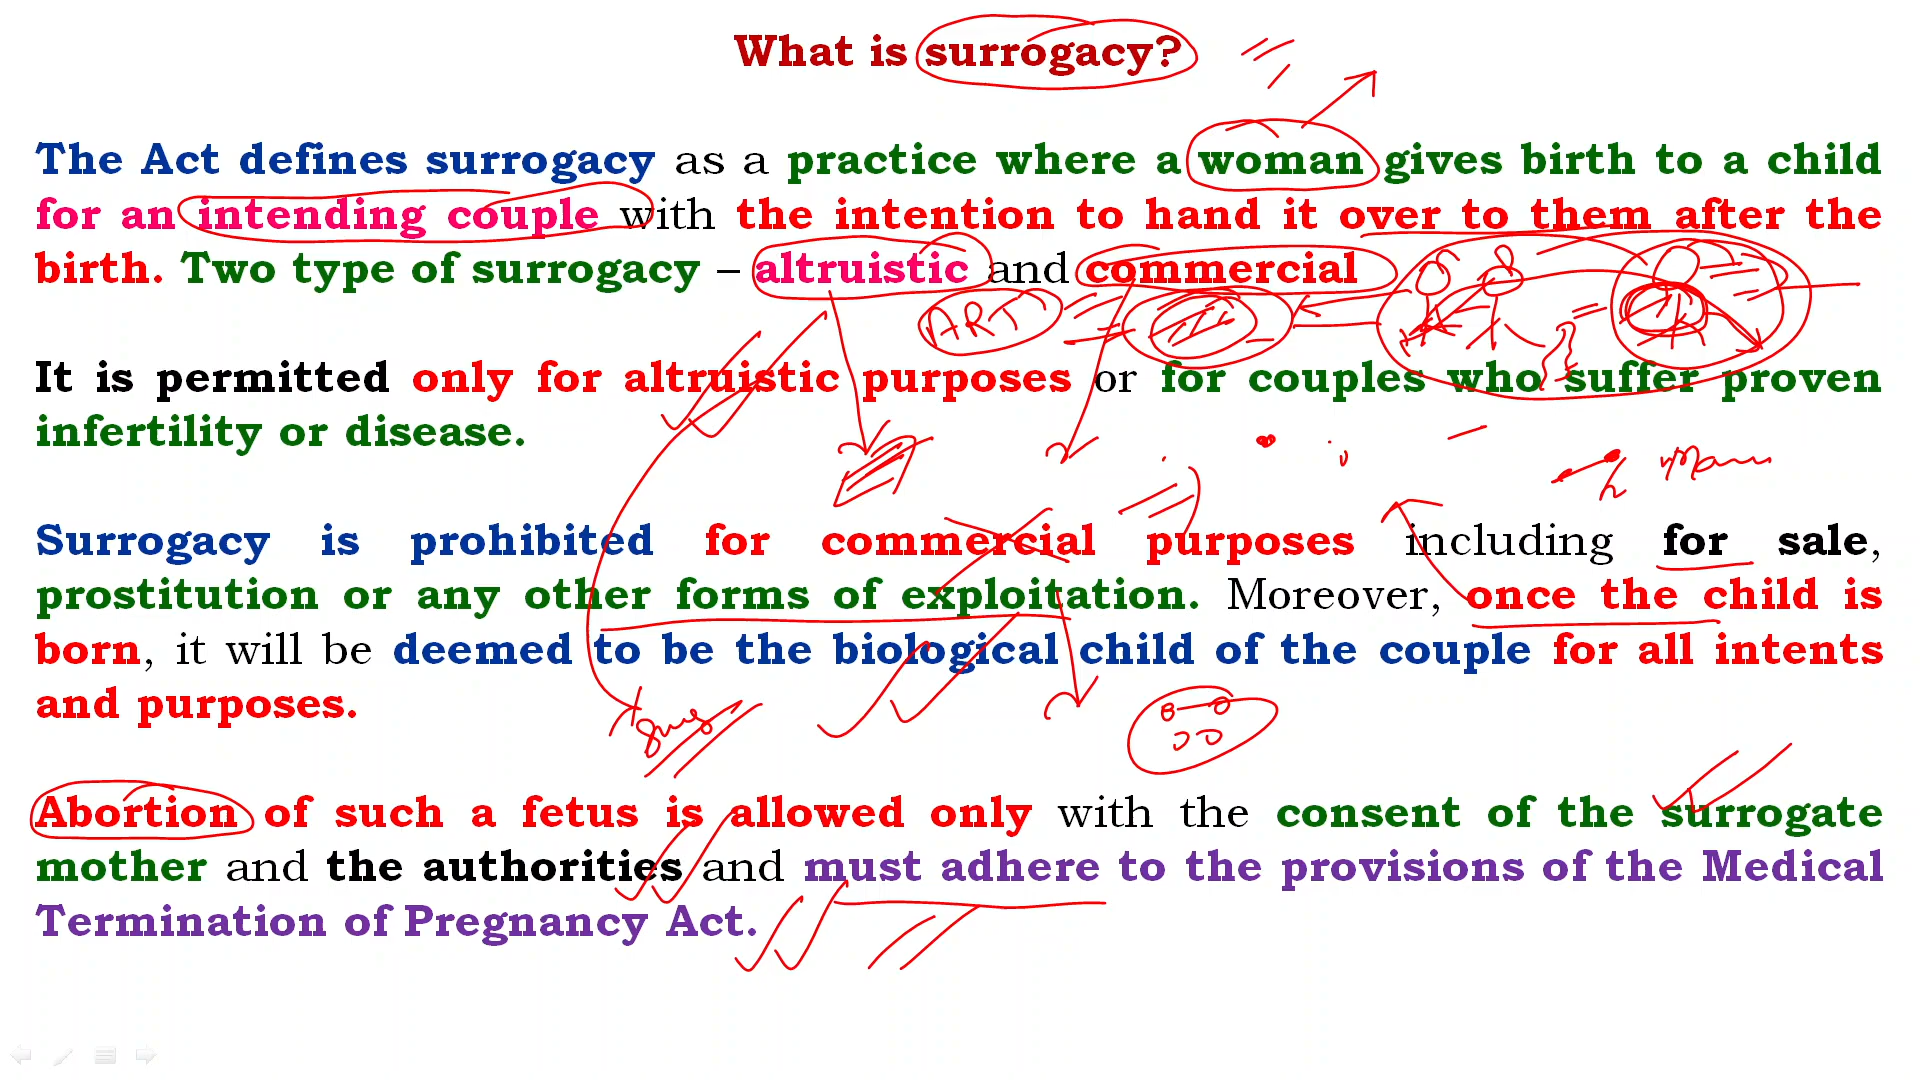 What is surrogacy?
The Act defines surrogacy as a practice where a woman gives birth to a child
for an intending couple with the intention to hand it over to them after the
birth. Two type of surrogacy – altruistic and commercial
ART
It is permitted only for altruistic purposes or for couples who suffer proven
infertility or disease.
Surrogacy is prohibited for commercial purposes including for sale,
prostitution or any other forms of exploitation. Moreover, once the child is
born, it will be deemed to be the biological child of the couple for all intents
and purposes.
Abortion of such a fetus is allowed only with the consent of the surrogate
mother and the authorities and must adhere to the provisions of the Medical
Termination of Pregnancy Act.